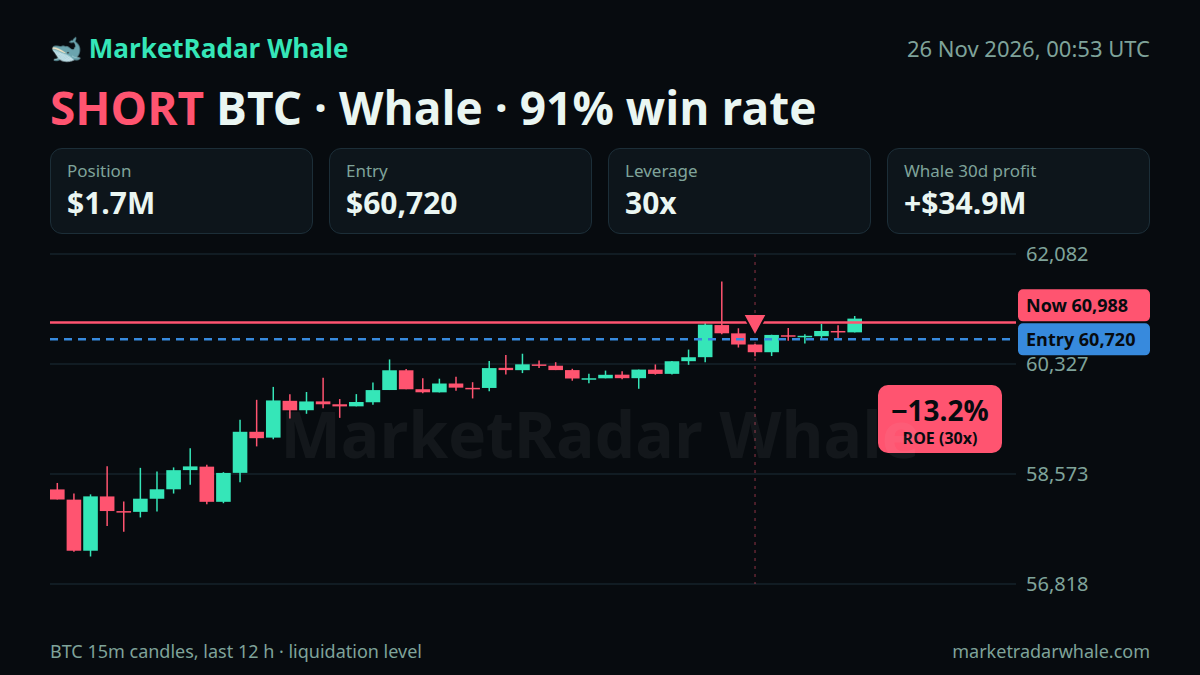 🐋 MarketRadar Whale
26 Nov 2026, 00:53 UTC
SHORT BTC · Whale · 91% win rate
Position
$1.7M
Entry
$60,720
Leverage
30x
Whale 30d profit
+$34.9M
62,082
Now 60,988
Entry 60,720
60,327
−13.2%
ROE (30x)
MarketRadar Whale
58,573
56,818
BTC 15m candles, last 12 h · liquidation level
marketradarwhale.com